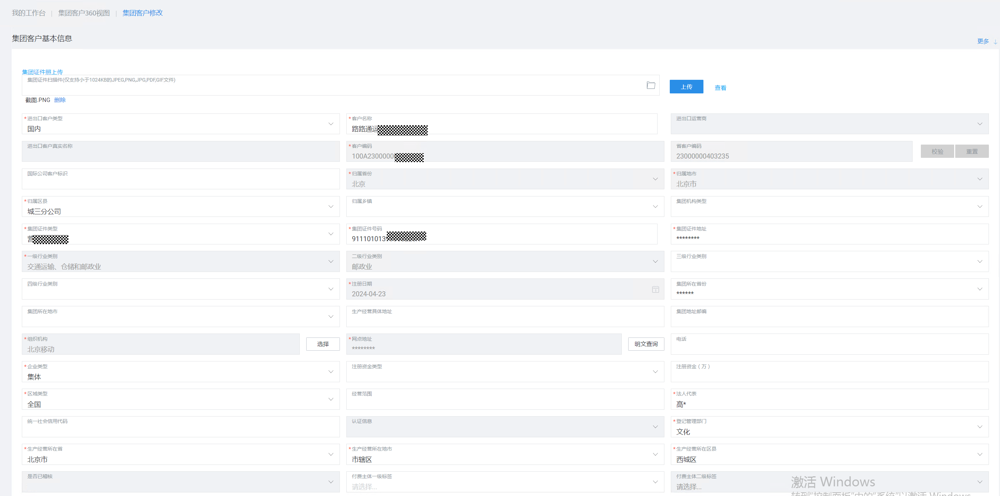 我的工作台 | 集团客户360视图 | 集团客户修改
集团客户基本信息
更多 ↓
集团证件照上传
集团证件扫描件(仅支持小于1024KB的JPEG,PNG,JPG,PDF,GIF文件)
上传 查看
截图.PNG 删除
*进出口客户类型 *客户名称 进出口运营商
国内 路路通运
进出口客户真实名称 *客户编码 省客户编码
100A2300000 23000000403235 校验 重置
国际公司客户标识 *归属省份 *归属地市
北京 北京市
*归属区县 归属乡镇 集团机构类型
城三分公司
*集团证件类型 *集团证件号码 *集团证件地址
营 911101013 ********
*一级行业类别 二级行业类别 三级行业类别
交通运输、仓储和邮政业 邮政业
四级行业类别 *注册日期 集团所在省份
2024-04-23 ******
集团所在地市 生产经营具体地址 集团地址邮编
*组织机构 *网点地址 电话
北京移动 选择 ******** 明文查询
*企业类型 注册资金类型 注册资金（万）
集体
*区域类型 经营范围 *法人代表
全国 高*
统一社会信用代码 认证信息 *登记管理部门
文化
*生产经营所在省 *生产经营所在地市 *生产经营所在区县
北京市 市辖区 西城区
是否已稽核 付费主体一级标签 付费主体二级标签
请选择... 请选择...
激活 Windows
转到“控制面板”中的“系统”以激活 Windows